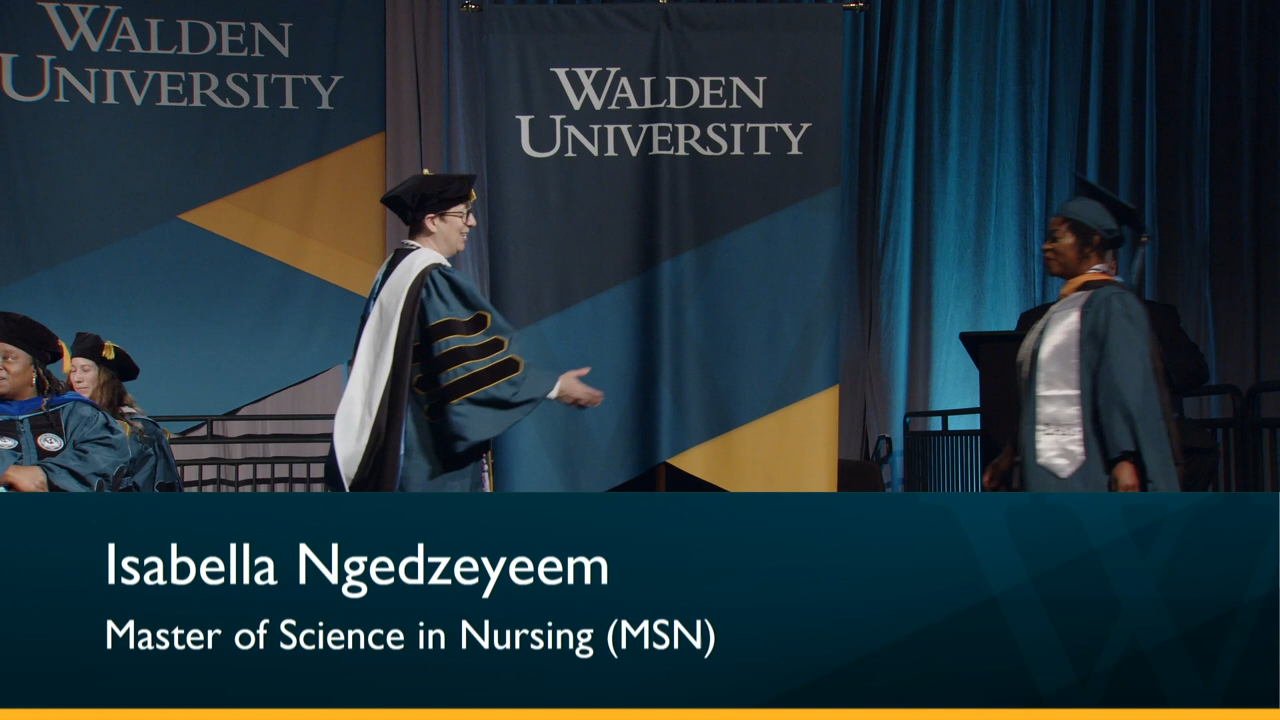 WALDEN
UNIVERSITY
WALDEN
UNIVERSITY
Isabella Ngedzeyeem
Master of Science in Nursing (MSN)